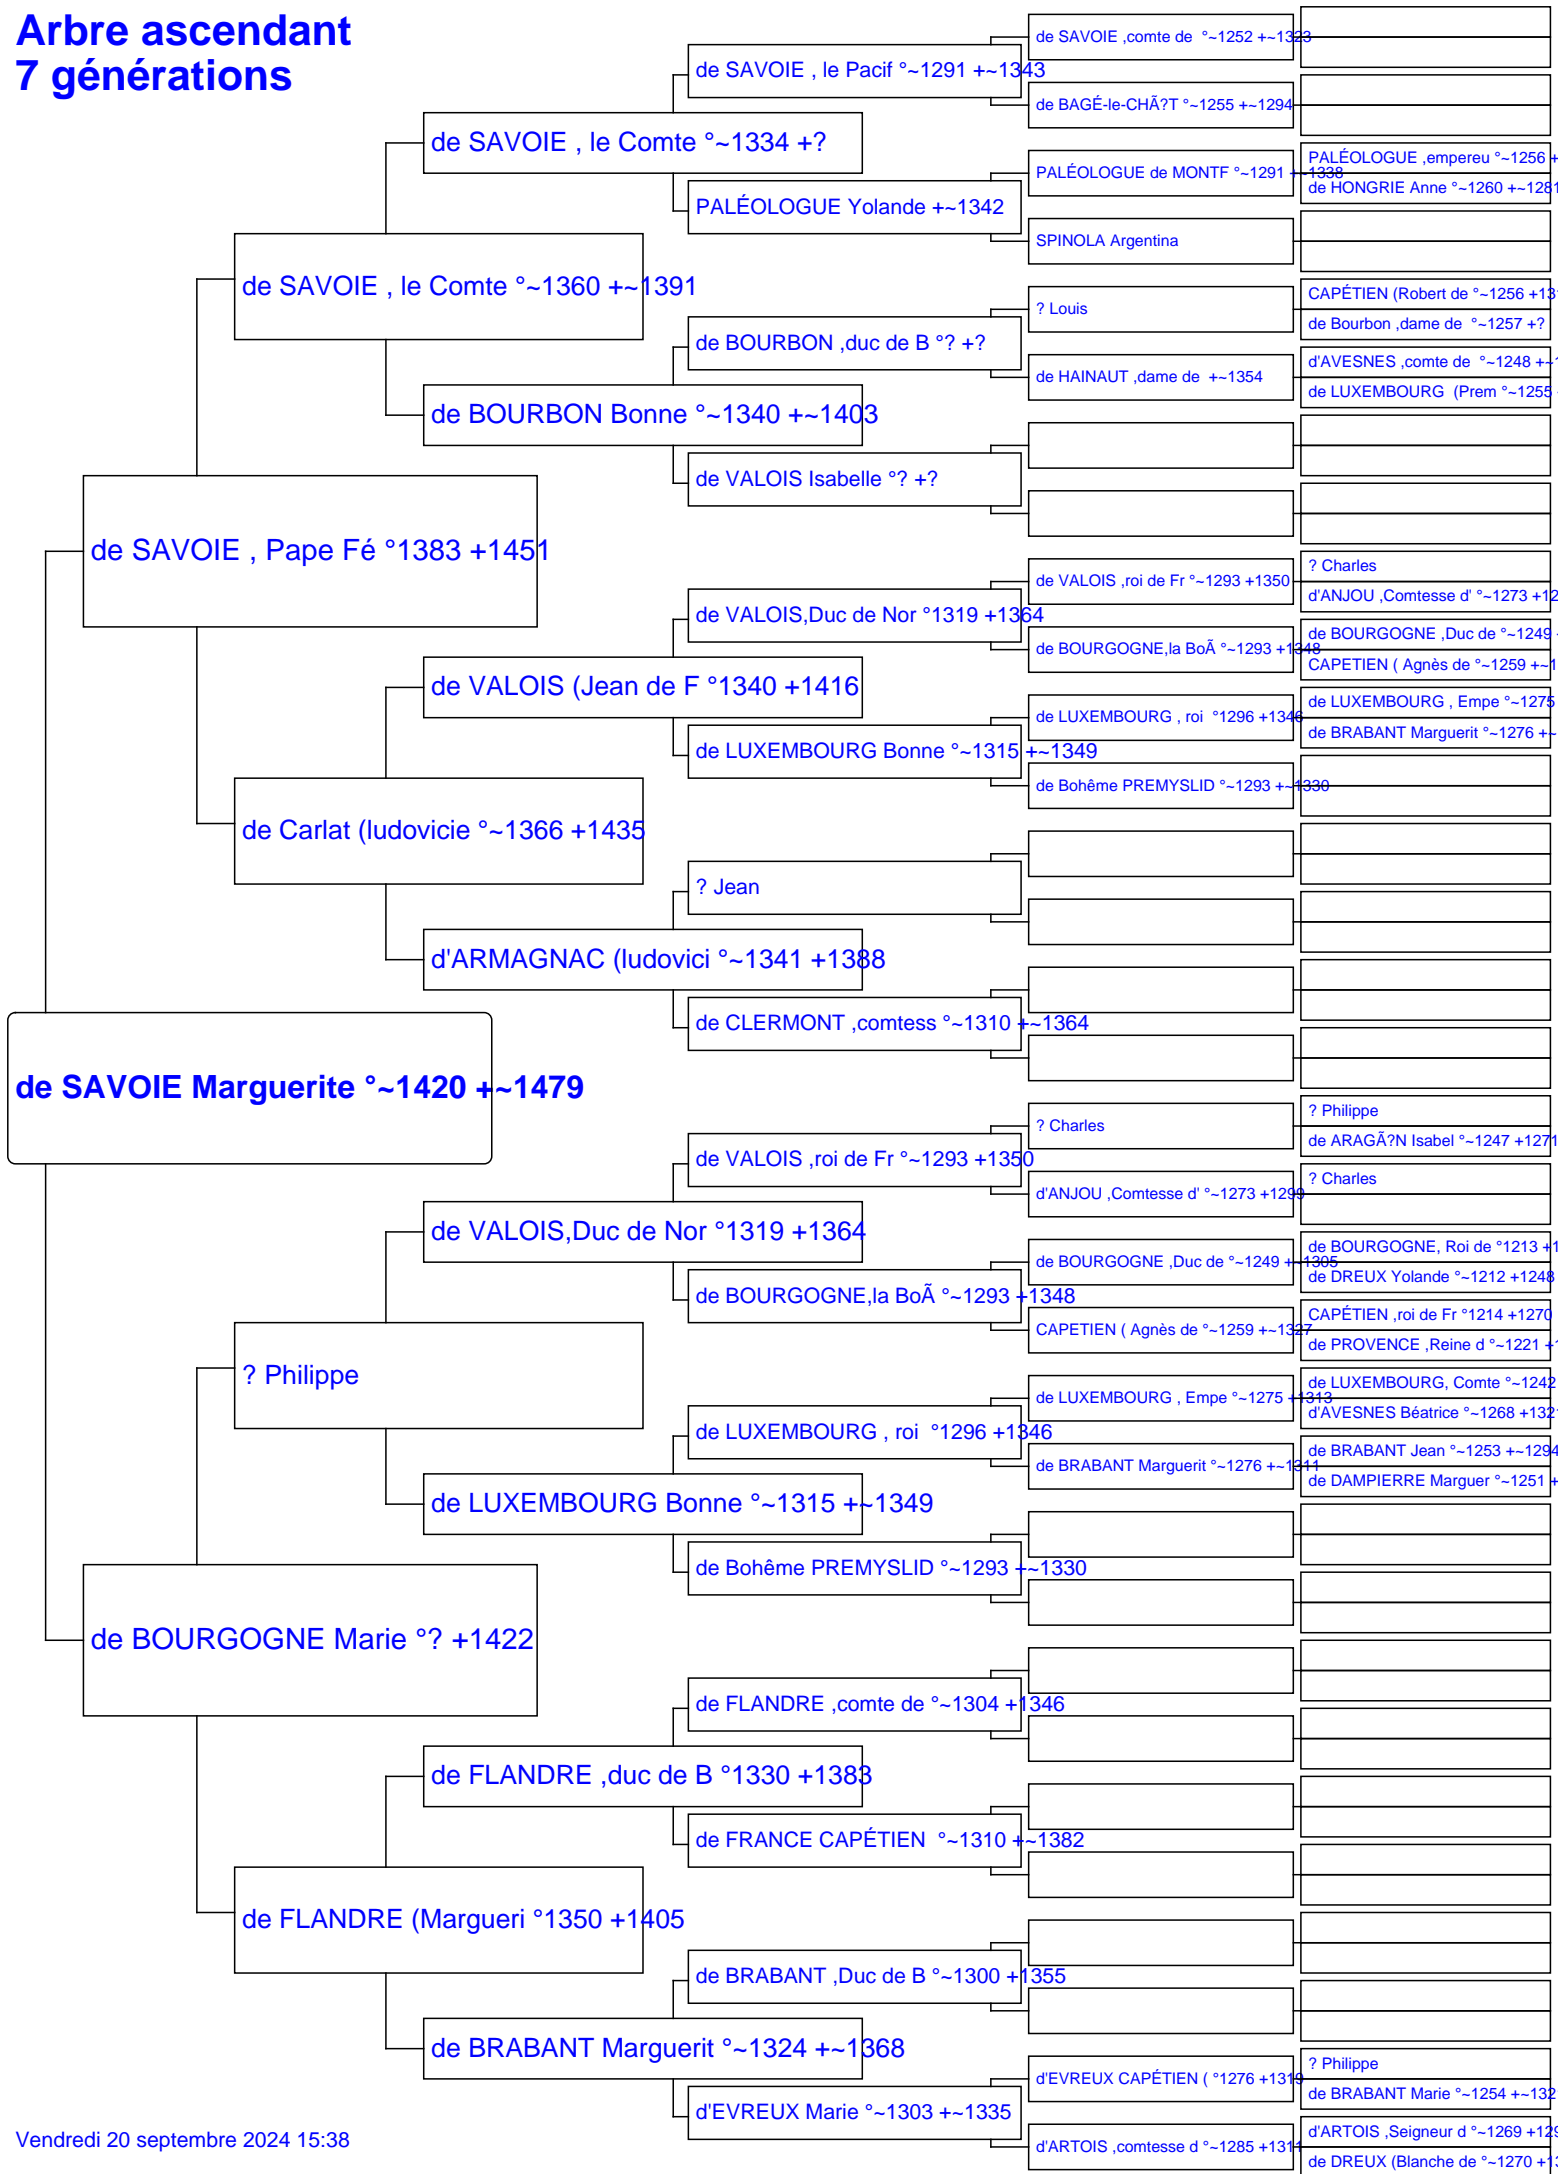 Arbre ascendant
7 générations
de SAVOIE Marguerite °~1420 +~1479
de SAVOIE , Pape Fé °1383 +1451
de BOURGOGNE Marie °? +1422
de SAVOIE , le Comte °~1360 +~1391
de Carlat (ludovicie °~1366 +1435
? Philippe
de FLANDRE (Margueri °1350 +1405
de SAVOIE , le Comte °~1334 +?
de BOURBON Bonne °~1340 +~1403
de VALOIS (Jean de F °1340 +1416
d'ARMAGNAC (ludovici °~1341 +1388
de VALOIS,Duc de Nor °1319 +1364
de LUXEMBOURG Bonne °~1315 +~1349
de FLANDRE ,duc de B °1330 +1383
de BRABANT Marguerit °~1324 +~1368
de SAVOIE , le Pacif °~1291 +~1343
PALÉOLOGUE Yolande +~1342
de BOURBON ,duc de B °? +?
de VALOIS Isabelle °? +?
de VALOIS,Duc de Nor °1319 +1364
de LUXEMBOURG Bonne °~1315 +~1349
? Jean
de CLERMONT ,comtess °~1310 +~1364
de VALOIS ,roi de Fr °~1293 +1350
de BOURGOGNE,la BoÃ °~1293 +1348
de LUXEMBOURG , roi °1296 +1346
de Bohême PREMYSLID °~1293 +~1330
de FLANDRE ,comte de °~1304 +1346
de FRANCE CAPÉTIEN °~1310 +~1382
de BRABANT ,Duc de B °~1300 +1355
d'EVREUX Marie °~1303 +~1335
de SAVOIE ,comte de °~1252 +~1323
de BAGÉ-le-CHÃ?T °~1255 +~1294
PALÉOLOGUE de MONTF °~1291 +~1338
SPINOLA Argentina
? Louis
de HAINAUT ,dame de +~1354
de VALOIS ,roi de Fr °~1293 +1350
de BOURGOGNE,la BoÃ °~1293 +1348
de LUXEMBOURG , roi °1296 +1346
de Bohême PREMYSLID °~1293 +~1330
? Charles
d'ANJOU ,Comtesse d' °~1273 +1299
de BOURGOGNE ,Duc de °~1249 +~1305
CAPETIEN ( Agnès de °~1259 +~1327
de LUXEMBOURG , Empe °~1275 +1313
de BRABANT Marguerit °~1276 +~1311
d'EVREUX CAPÉTIEN ( °1276 +1319
d'ARTOIS ,comtesse d °~1285 +1311
PALÉOLOGUE ,empereu °~1256 +
de HONGRIE Anne °~1260 +~1281
CAPÉTIEN (Robert de °~1256 +13
de Bourbon ,dame de °~1257 +?
d'AVESNES ,comte de °~1248 +~1
de LUXEMBOURG (Prem °~1255
? Charles
d'ANJOU ,Comtesse d' °~1273 +12
de BOURGOGNE ,Duc de °~1249
CAPETIEN ( Agnès de °~1259 +~1
de LUXEMBOURG , Empe °~1275
de BRABANT Marguerit °~1276 +~
? Philippe
de ARAGÃ?N Isabel °~1247 +1271
? Charles
de BOURGOGNE, Roi de °1213 +1
de DREUX Yolande °~1212 +1248
CAPÉTIEN ,roi de Fr °1214 +1270
de PROVENCE ,Reine d °~1221 +1
de LUXEMBOURG, Comte °~1242
d'AVESNES Béatrice °~1268 +1321
de BRABANT Jean °~1253 +~1294
de DAMPIERRE Marguer °~1251 +
? Philippe
de BRABANT Marie °~1254 +~132
d'ARTOIS ,Seigneur d °~1269 +129
de DREUX (Blanche de °~1270 +13
Vendredi 20 septembre 2024 15:38